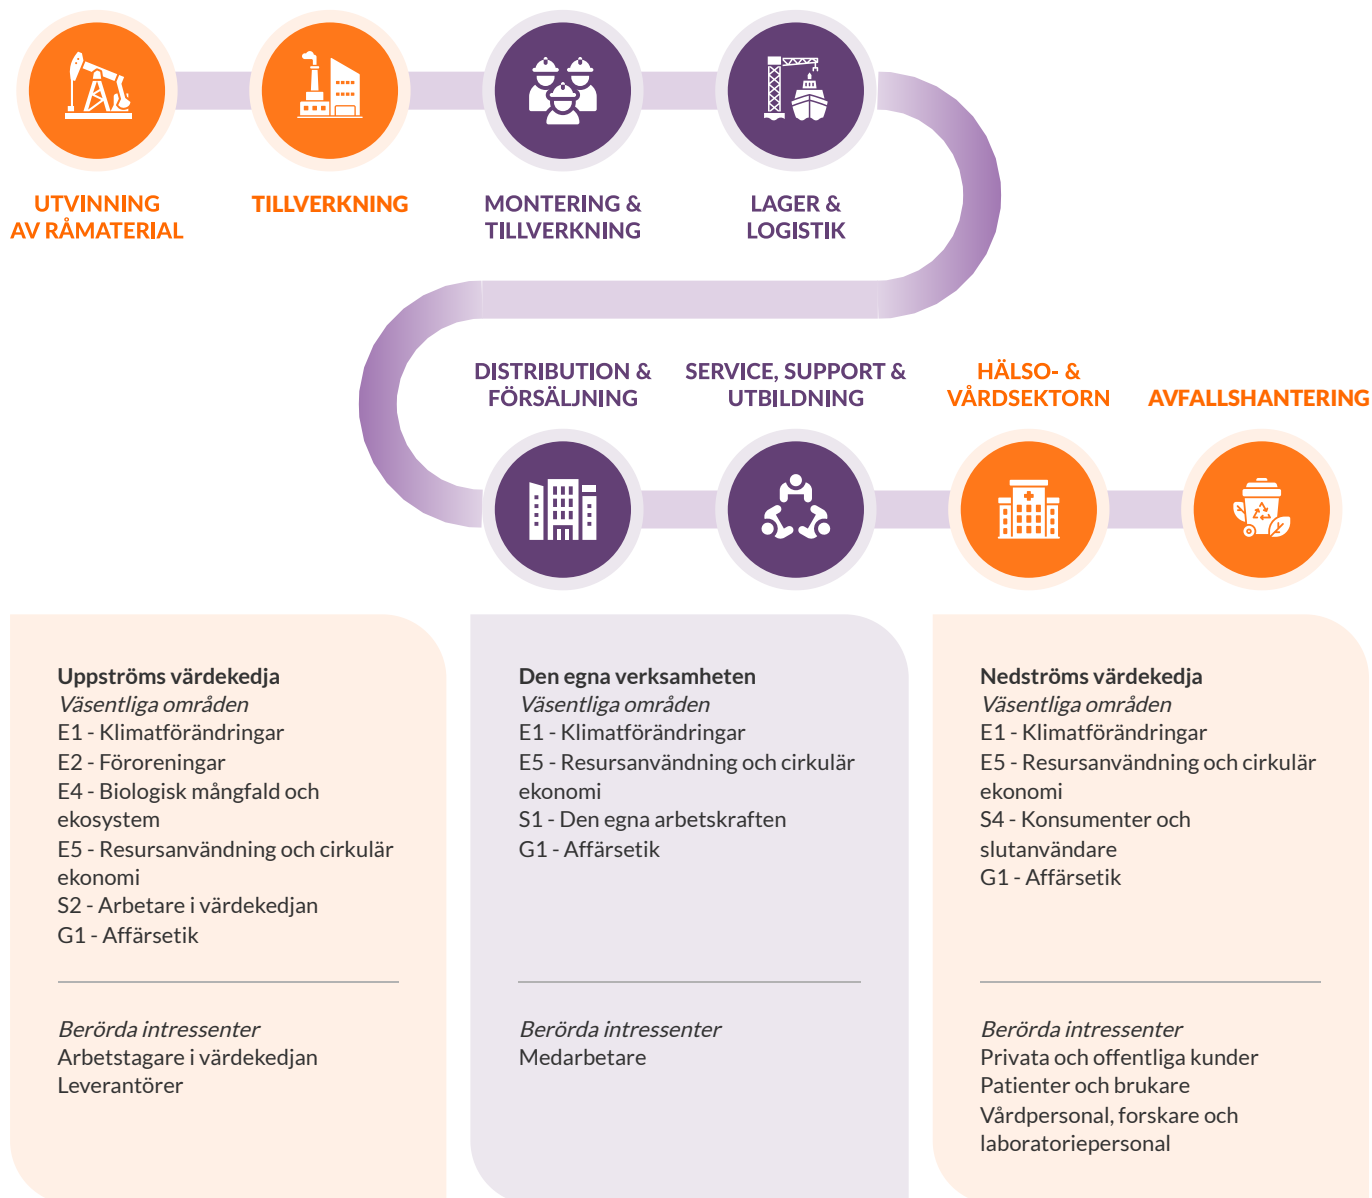 UTVINNING
AV RÅMATERIAL
TILLVERKNING
MONTERING &
TILLVERKNING
LAGER &
LOGISTIK
DISTRIBUTION &
FÖRSÄLJNING
SERVICE, SUPPORT &
UTBILDNING
HÄLSO- &
VÅRDSEKTORN
AVFALLSHANTERING
Uppströms värdekedja
Väsentliga områden
E1 - Klimatförändringar
E2 - Föroreningar
E4 - Biologisk mångfald och
ekosystem
E5 - Resursanvändning och cirkulär
ekonomi
S2 - Arbetare i värdekedjan
G1 - Affärsetik
Berörda intressenter
Arbetstagare i värdekedjan
Leverantörer
Den egna verksamheten
Väsentliga områden
E1 - Klimatförändringar
E5 - Resursanvändning och cirkulär
ekonomi
S1 - Den egna arbetskraften
G1 - Affärsetik
Berörda intressenter
Medarbetare
Nedströms värdekedja
Väsentliga områden
E1 - Klimatförändringar
E5 - Resursanvändning och cirkulär
ekonomi
S4 - Konsumenter och
slutanvändare
G1 - Affärsetik
Berörda intressenter
Privata och offentliga kunder
Patienter och brukare
Vårdpersonal, forskare och
laboratoriepersonal